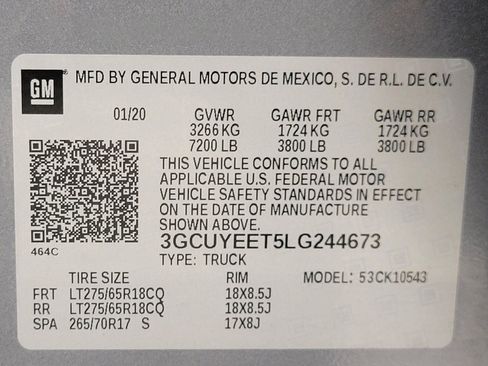 GM MFD BY GENERAL MOTORS DE MEXICO, S. DE R.L. DE C.V.
01/20 GVWR GAWR FRT GAWR RR
3266 KG 1724 KG 1724 KG
7200 LB 3800 LB 3800 LB
THIS VEHICLE CONFORMS TO ALL
APPLICABLE U.S. FEDERAL MOTOR
VEHICLE SAFETY STANDARDS IN EFFECT
ON THE DATE OF MANUFACTURE
SHOWN ABOVE.
464C 3GCUYEET5LG244673
TYPE: TRUCK
TIRE SIZE RIM MODEL: 53CK10543
FRT LT275/65R18CQ 18X8.5J
RR LT275/65R18CQ 18X8.5J
SPA 265/70R17 S 17X8J